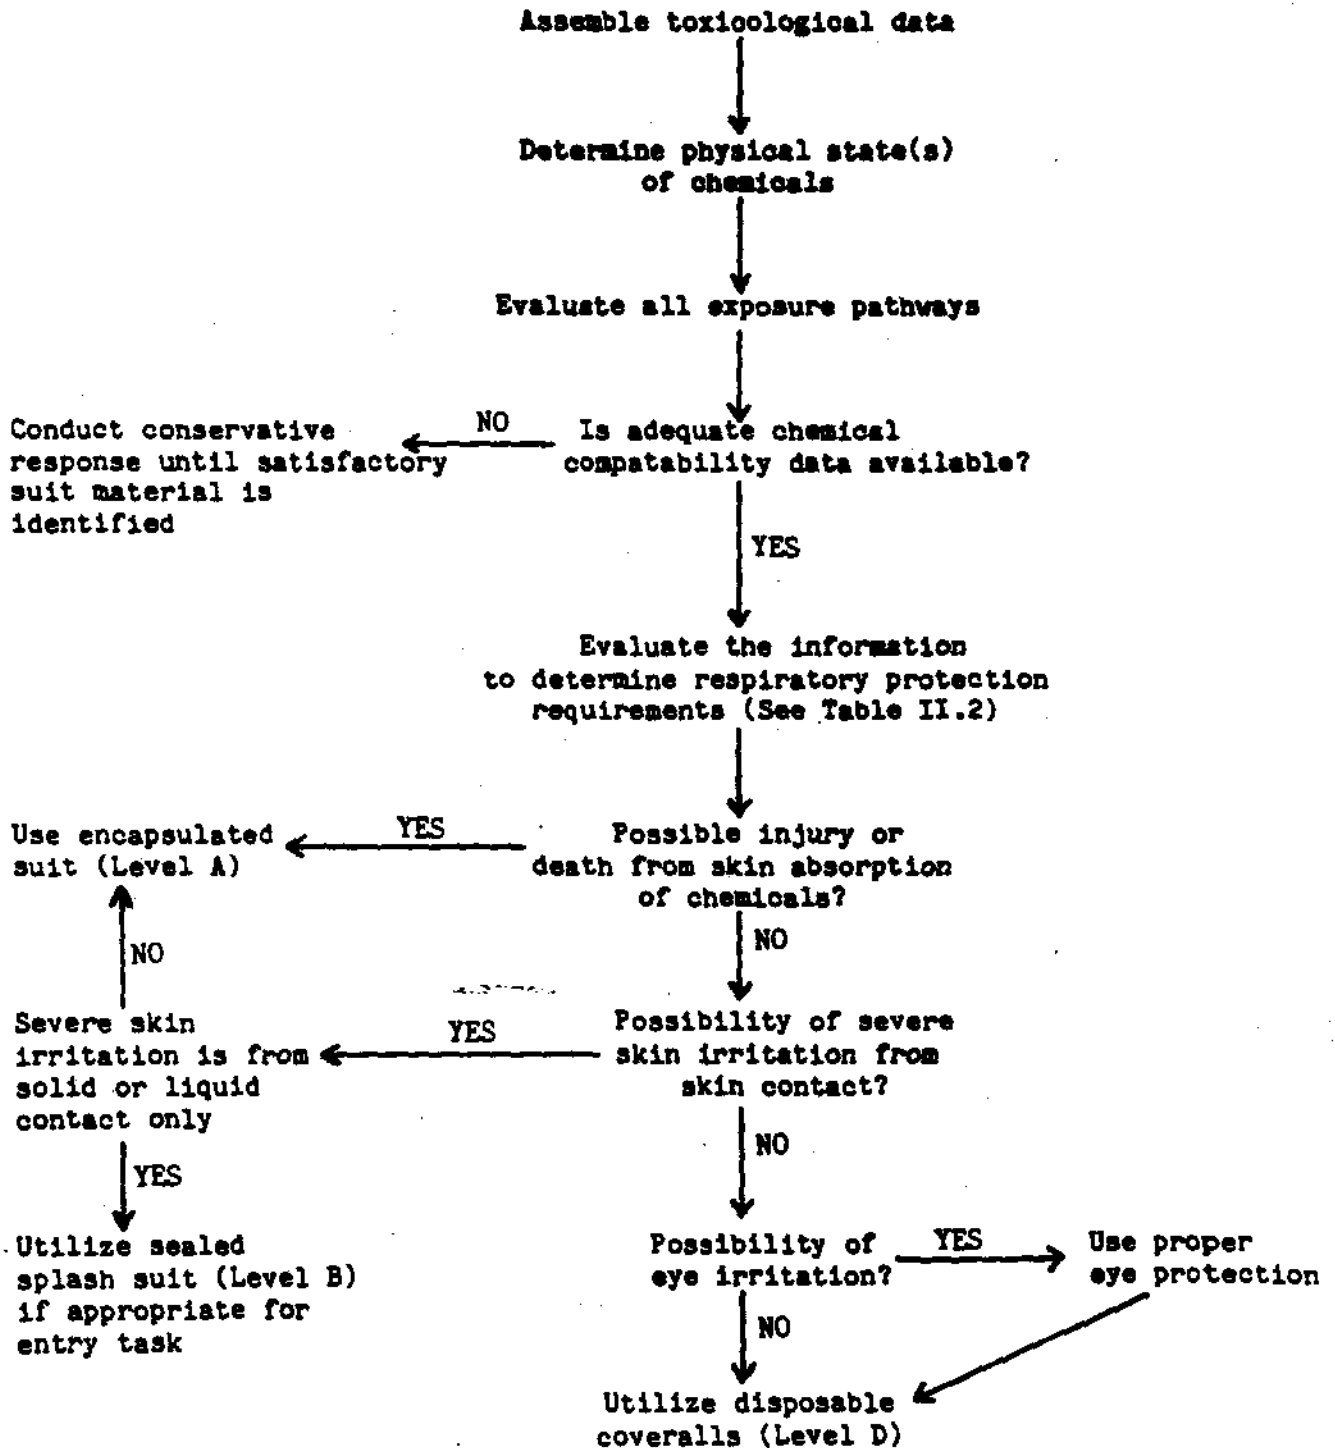 Assemble toxicological data
Determine physical state(s)
of chemicals
Evaluate all exposure pathways
Is adequate chemical
compatability data available?
NO
Conduct conservative
response until satisfactory
suit material is
identified
YES
Evaluate the information
to determine respiratory protection
requirements (See Table II.2)
Possible injury or
death from skin absorption
of chemicals?
YES
Use encapsulated
suit (Level A)
NO
Possibility of severe
skin irritation from
skin contact?
YES
Severe skin
irritation is from
solid or liquid
contact only
NO
YES
Utilize sealed
splash suit (Level B)
if appropriate for
entry task
NO
Possibility of
eye irritation?
YES
Use proper
eye protection
NO
Utilize disposable
coveralls (Level D)